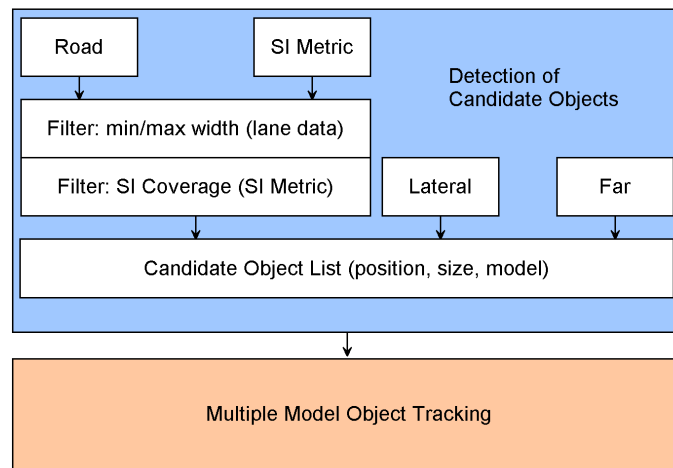 Road
SI Metric
Detection of
Candidate Objects
Filter: min/max width (lane data)
Filter: SI Coverage (SI Metric)
Lateral
Far
Candidate Object List (position, size, model)
Multiple Model Object Tracking